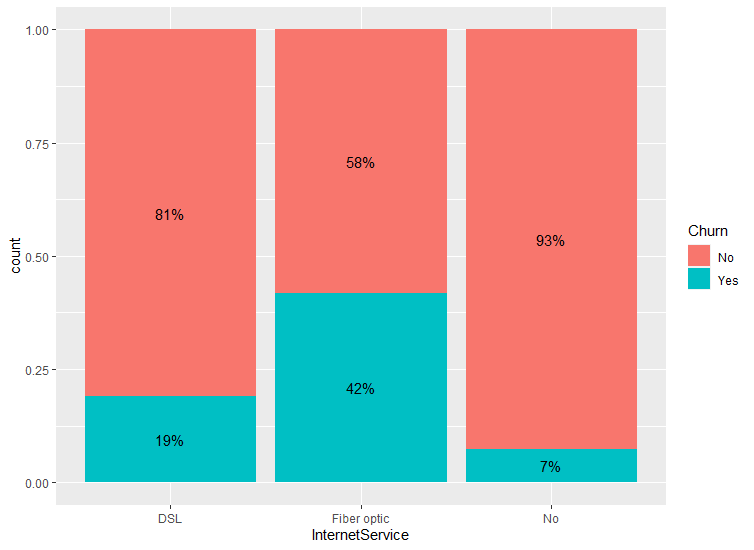 1.00
0.75
0.50
0.25
0.00
count
81%
19%
58%
42%
93%
7%
DSL
Fiber optic
No
InternetService
Churn
No
Yes